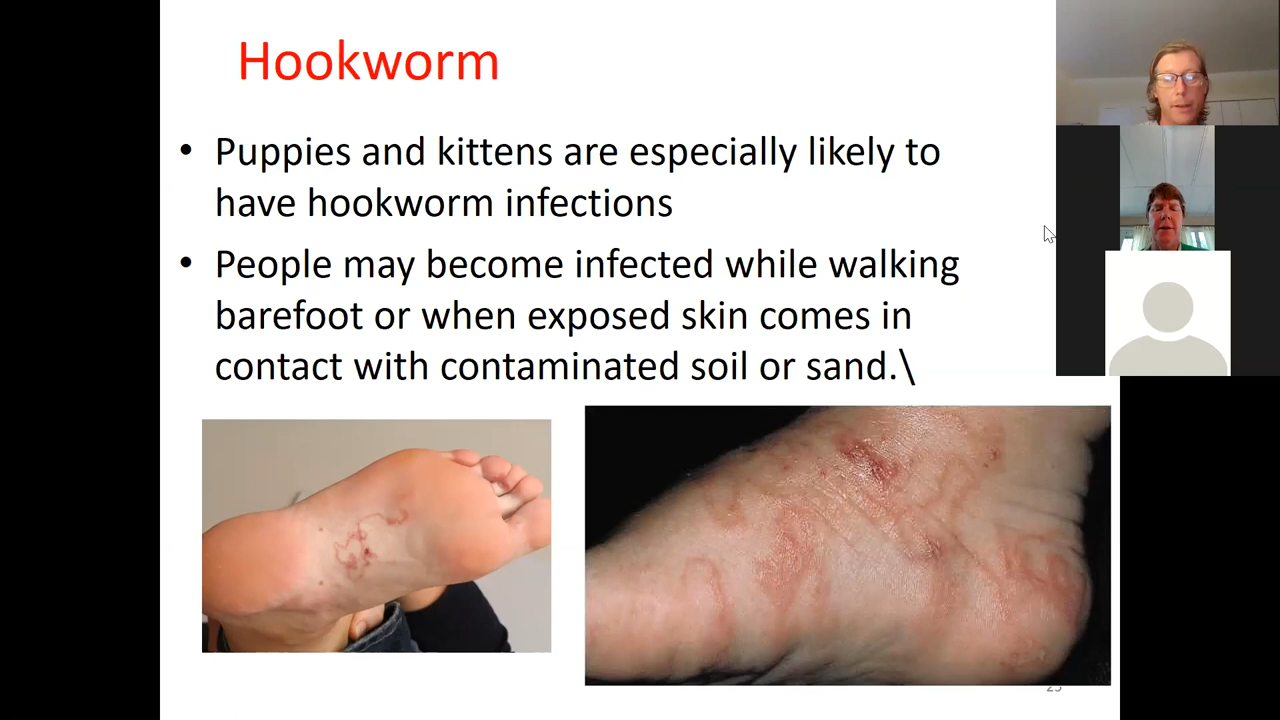 Hookworm
• Puppies and kittens are especially likely to
have hookworm infections
• People may become infected while walking
barefoot or when exposed skin comes in
contact with contaminated soil or sand.\